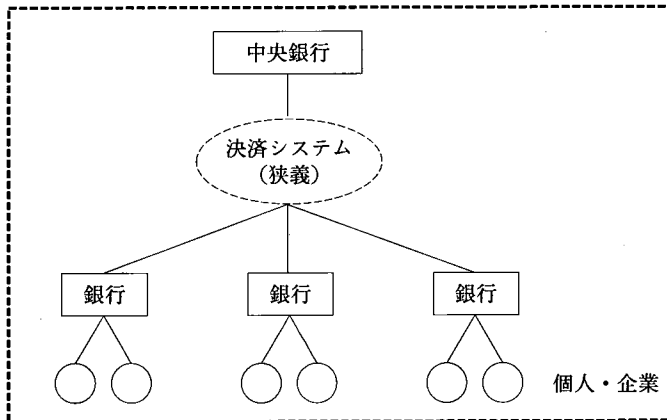 中央銀行
決済システム
（狭義）
銀行
銀行
銀行
個人・企業